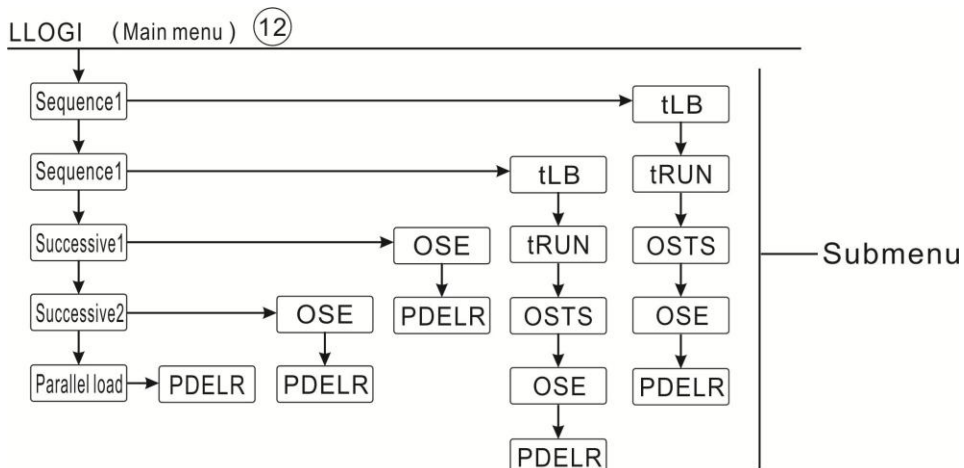 LLOGI (Main menu) 12
Sequence1
tLB
Sequence1
tLB
tRUN
Successive1
OSE
tRUN
OSTS
Submenu
Successive2
OSE
PDELR
OSTS
OSE
Parallel load
PDELR
PDELR
OSE
PDELR
PDELR